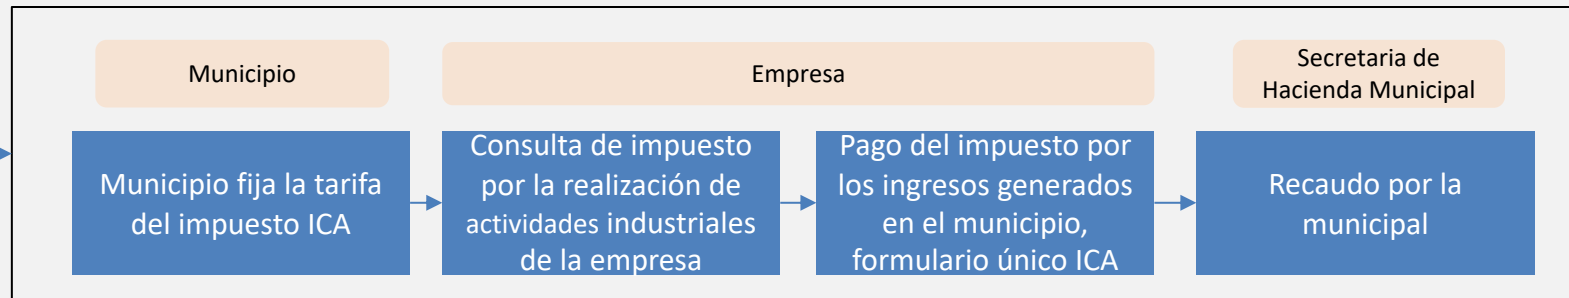 Municipio
Empresa
Secretaria de
Hacienda Municipal
Municipio fija la tarifa
del impuesto ICA
Consulta de impuesto
por la realización de
actividades industriales
de la empresa
Pago del impuesto por
los ingresos generados
en el municipio,
formulario único ICA
Recaudo por la
municipal